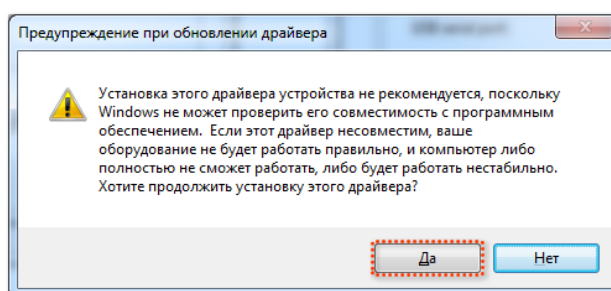 Предупреждение при обновлении драйвера
Установка этого драйвера устройства не рекомендуется, поскольку
Windows не может проверить его совместимость с программным
обеспечением. Если этот драйвер несовместим, ваше
оборудование не будет работать правильно, и компьютер либо
полностью не сможет работать, либо будет работать нестабильно.
Хотите продолжить установку этого драйвера?
Да
Нет